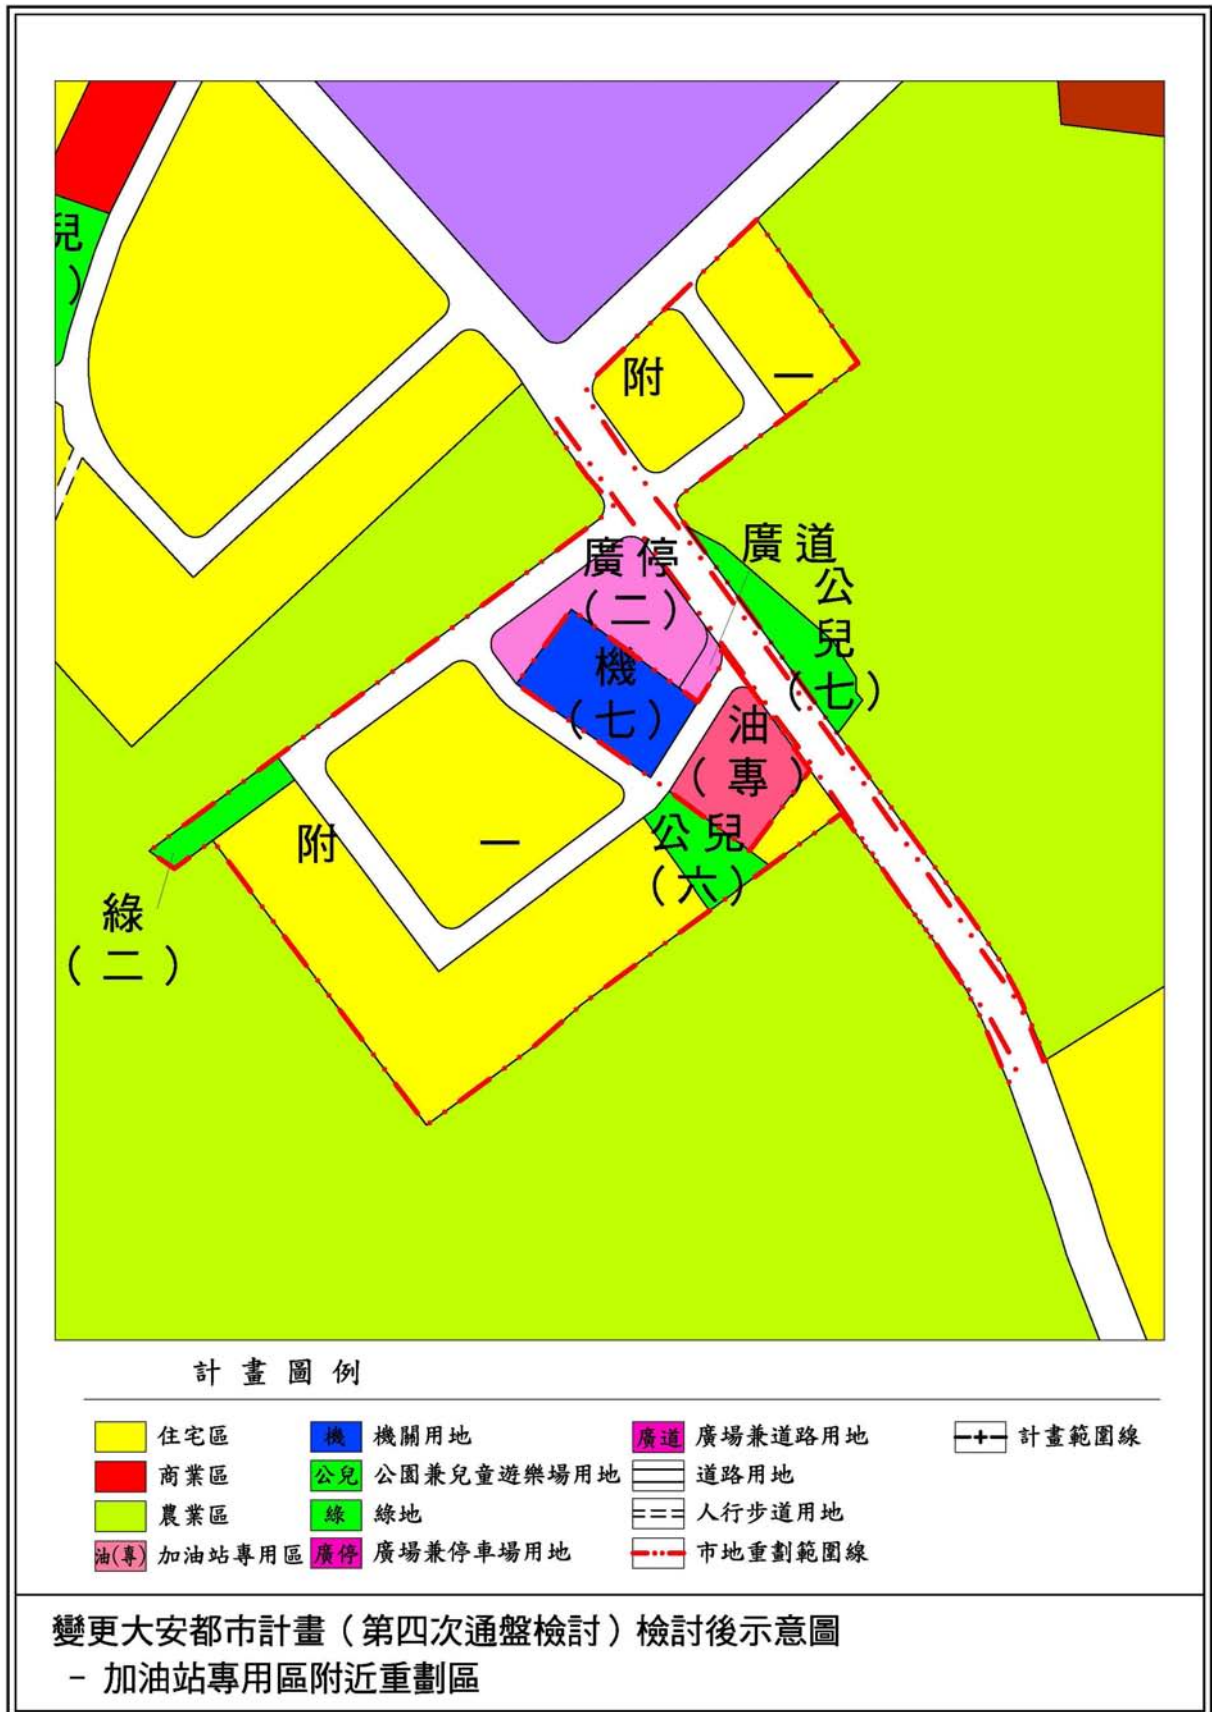 兒
)
附 一
廣停
(二)
廣道
公
兒
(七)
機
(七)
油
(專)
附 一
公兒
(六)
綠
(二)
計畫圖例
住宅區
機 機關用地
廣道 廣場兼道路用地
計畫範圍線
商業區
公兒 公園兼兒童遊樂場用地
道路用地
農業區
綠 綠地
人行步道用地
油(專) 加油站專用區
廣停 廣場兼停車場用地
市地重劃範圍線
變更大安都市計畫(第四次通盤檢討)檢討後示意圖
- 加油站專用區附近重劃區